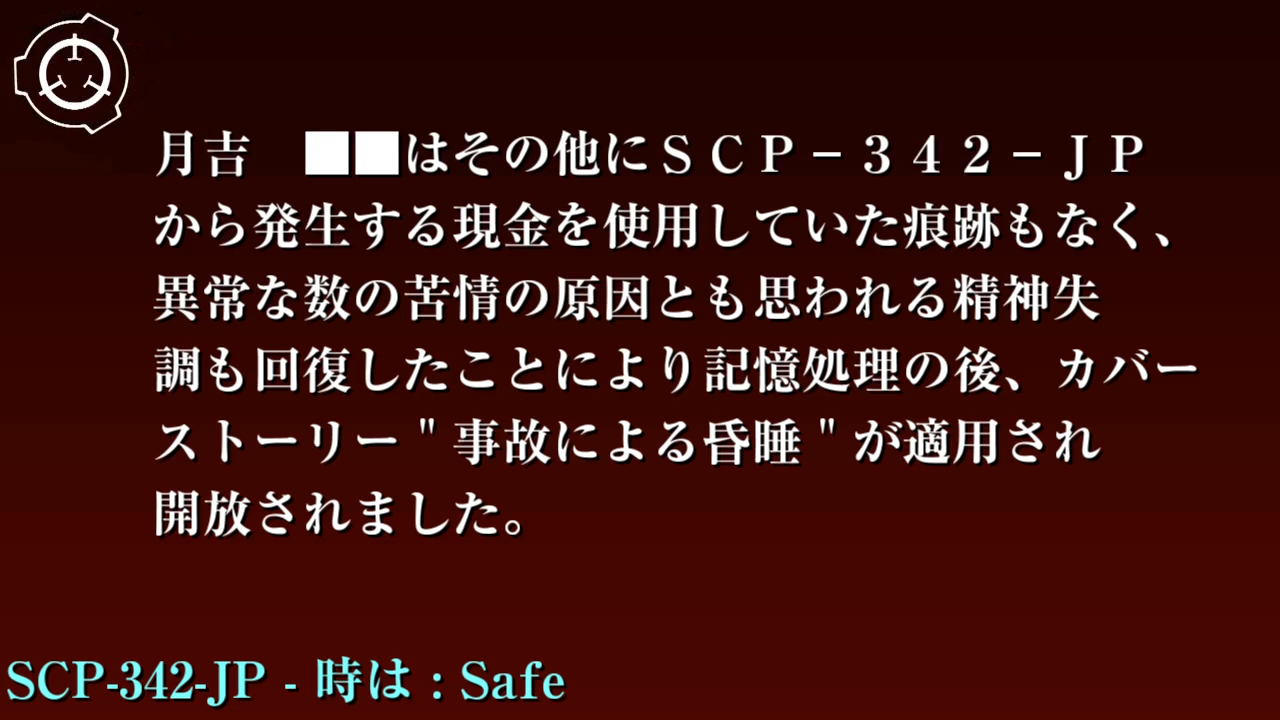 月吉　■■はその他にＳＣＰ－３４２－ＪＰ
から発生する現金を使用していた痕跡もなく、
異常な数の苦情の原因とも思われる精神失
調も回復したことにより記憶処理の後、カバー
ストーリー＂事故による昏睡＂が適用され
開放されました。
SCP-342-JP - 時は : Safe